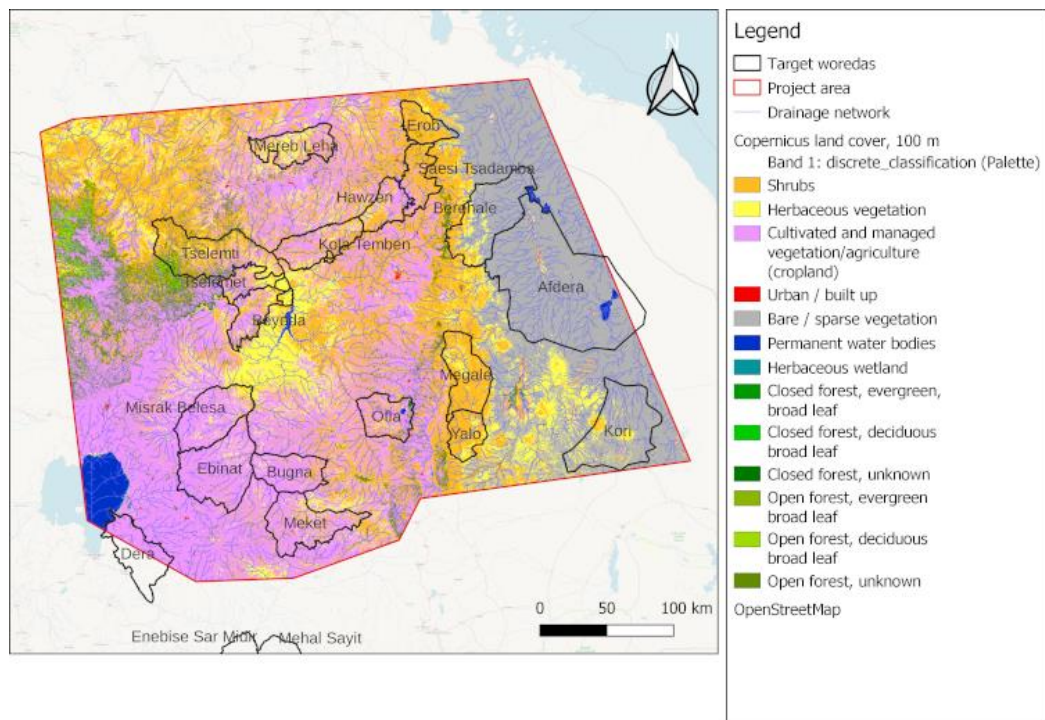 N
Erob
Mereb Leha
Saesi Tsadamba
Hawzen
Berahale
Kola Temben
Tselemti
Tselemet
Afdera
Beyeda
Megale
Misrak Belesa
Otla
Yalo
Kori
Ebinat
Bugna
Meket
Dera
0 50 100 km
Enebise Sar Midir Mehal Sayit
Legend
Target woredas
Project area
Drainage network
Copernicus land cover, 100 m
Band 1: discrete_classification (Palette)
Shrubs
Herbaceous vegetation
Cultivated and managed
vegetation/agriculture
(cropland)
Urban / built up
Bare / sparse vegetation
Permanent water bodies
Herbaceous wetland
Closed forest, evergreen,
broad leaf
Closed forest, deciduous
broad leaf
Closed forest, unknown
Open forest, evergreen
broad leaf
Open forest, deciduous
broad leaf
Open forest, unknown
OpenStreetMap